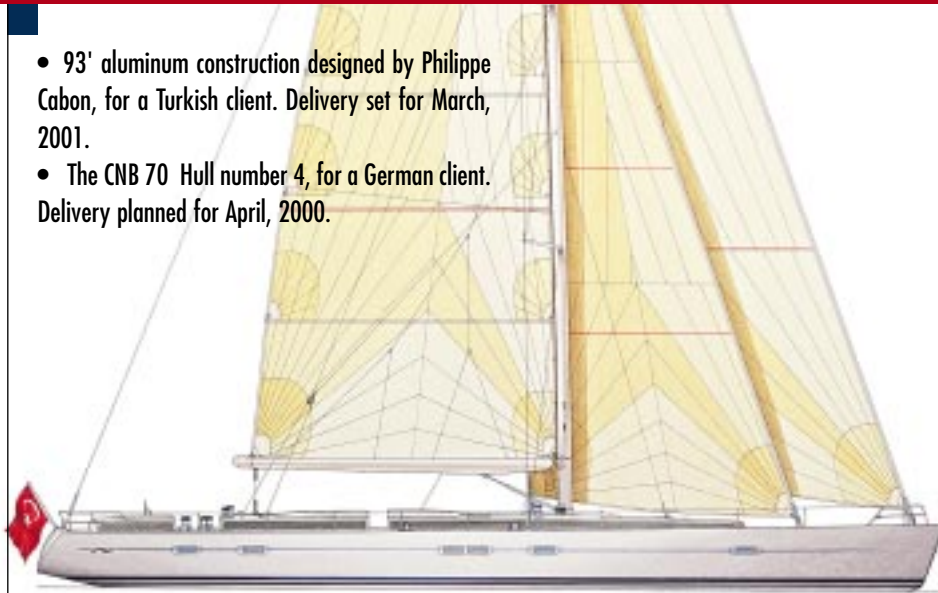 • 93' aluminum construction designed by Philippe
Cabon, for a Turkish client. Delivery set for March,
2001.
• The CNB 70 Hull number 4, for a German client.
Delivery planned for April, 2000.